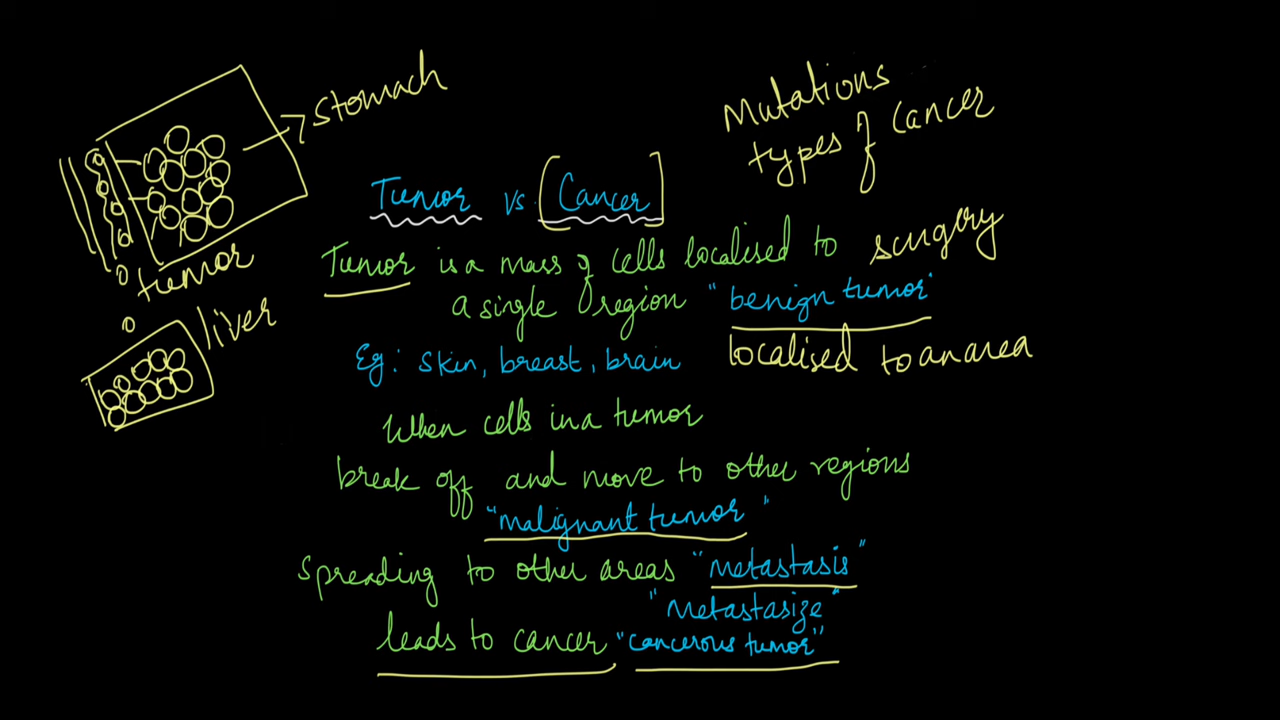 stomach
Mutations
types of cancer
Tumor vs. [Cancer]
tumor
Tumor is a mass of cells localised to surgery
a single region "benign tumor"
liver
Eg: skin, breast, brain localised to an area
When cells in a tumor
break off and move to other regions
"malignant tumor"
spreading to other areas "metastasis"
"metastasize"
leads to cancer "cancerous tumor"